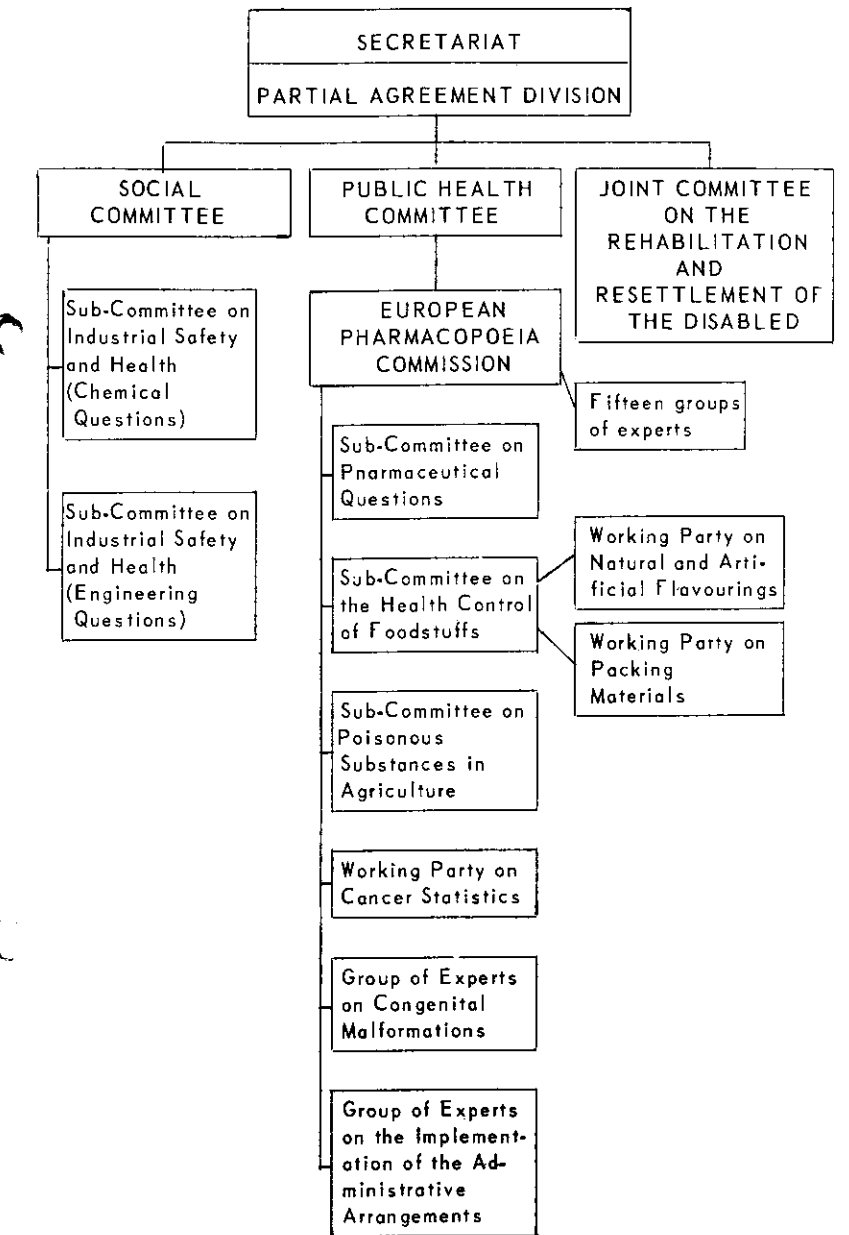 SECRETARIAT
PARTIAL AGREEMENT DIVISION
SOCIAL
COMMITTEE
PUBLIC HEALTH
COMMITTEE
JOINT COMMITTEE
ON THE
REHABILITATION
AND
RESETTLEMENT OF
THE DISABLED
Sub-Committee on
Industrial Safety
and Health
(Chemical
Questions)
Sub-Committee on
Industrial Safety
and Health
(Engineering
Questions)
EUROPEAN
PHARMACOPOEIA
COMMISSION
Fifteen groups
of experts
Sub-Committee on
Pnarmaceutical
Questions
Sub-Committee on
the Health Control
of Foodstuffs
Working Party on
Natural and Arti-
ficial Flavourings
Working Party on
Packing
Materials
Sub-Committee on
Poisonous
Substances in
Agriculture
Working Party on
Cancer Statistics
Group of Experts
on Congenital
Malformations
Group of Experts
on the Implement-
ation of the Ad-
ministrative
Arrangements